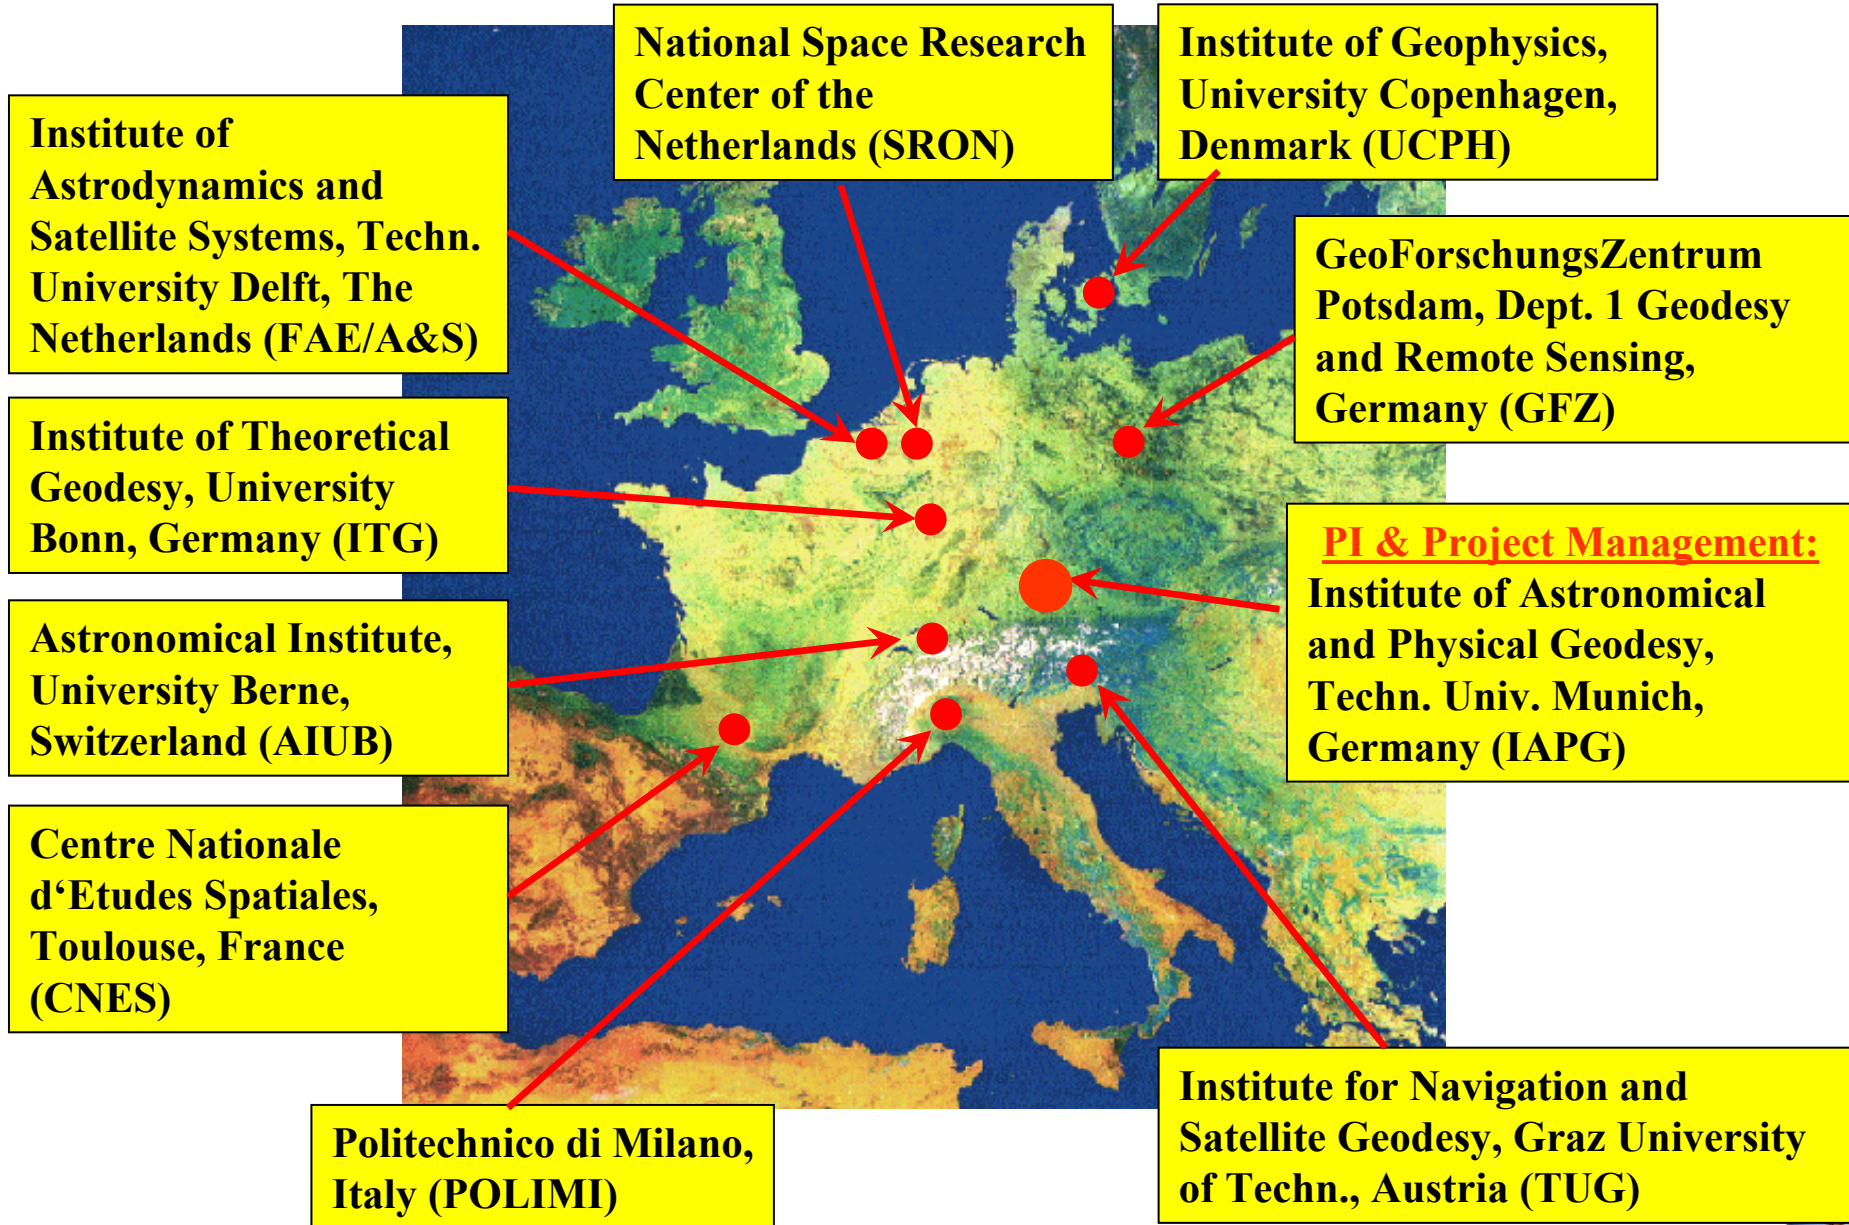 National Space Research
Center of the
Netherlands (SRON)
Institute of Geophysics,
University Copenhagen,
Denmark (UCPH)
Institute of
Astrodynamics and
Satellite Systems, Techn.
University Delft, The
Netherlands (FAE/A&S)
GeoForschungsZentrum
Potsdam, Dept. 1 Geodesy
and Remote Sensing,
Germany (GFZ)
Institute of Theoretical
Geodesy, University
Bonn, Germany (ITG)
PI & Project Management:
Institute of Astronomical
and Physical Geodesy,
Techn. Univ. Munich,
Germany (IAPG)
Astronomical Institute,
University Berne,
Switzerland (AIUB)
Centre Nationale
d‘Etudes Spatiales,
Toulouse, France
(CNES)
Politechnico di Milano,
Italy (POLIMI)
Institute for Navigation and
Satellite Geodesy, Graz University
of Techn., Austria (TUG)